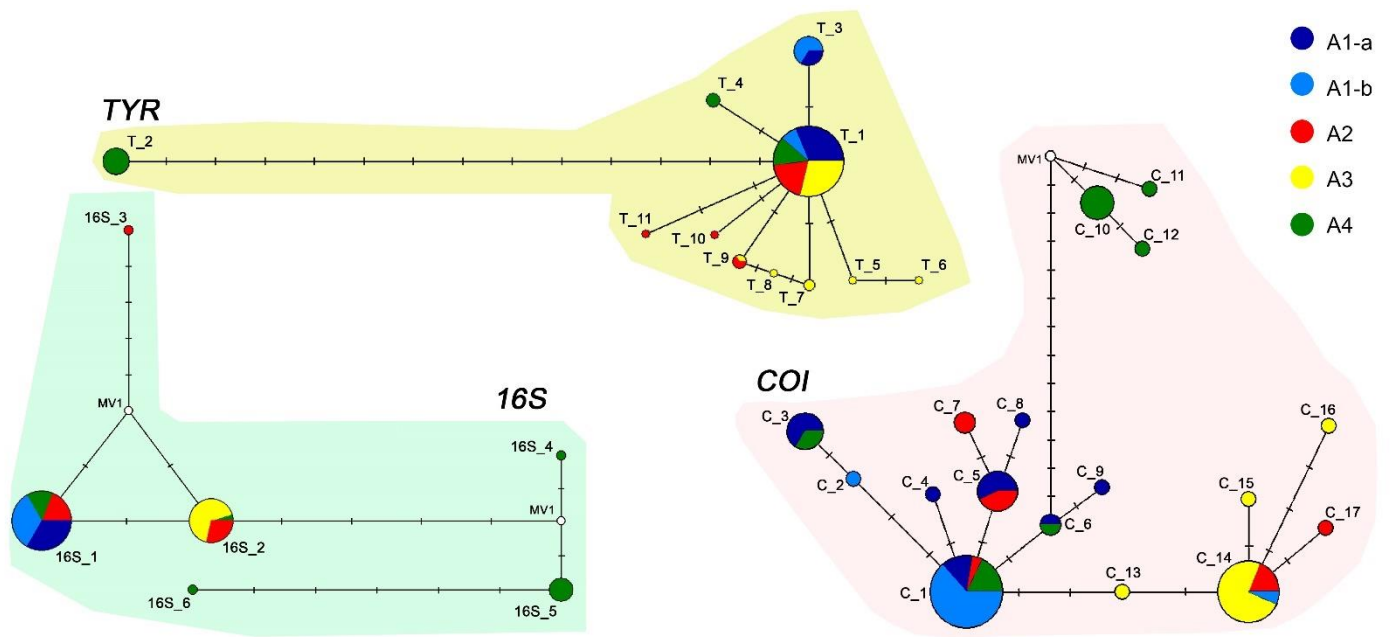 TYR
T_2
T_3
T_4
T_1
T_11
T_10
T_9
T_8
T_7
T_5
T_6
A1-a
A1-b
A2
A3
A4
16S
16S_3
MV1
16S_1
16S_2
16S_4
MV1
16S_6
16S_5
COI
MV1
C_11
C_10
C_12
C_3
C_7
C_8
C_2
C_4
C_5
C_9
C_6
C_1
C_13
C_16
C_15
C_17
C_14